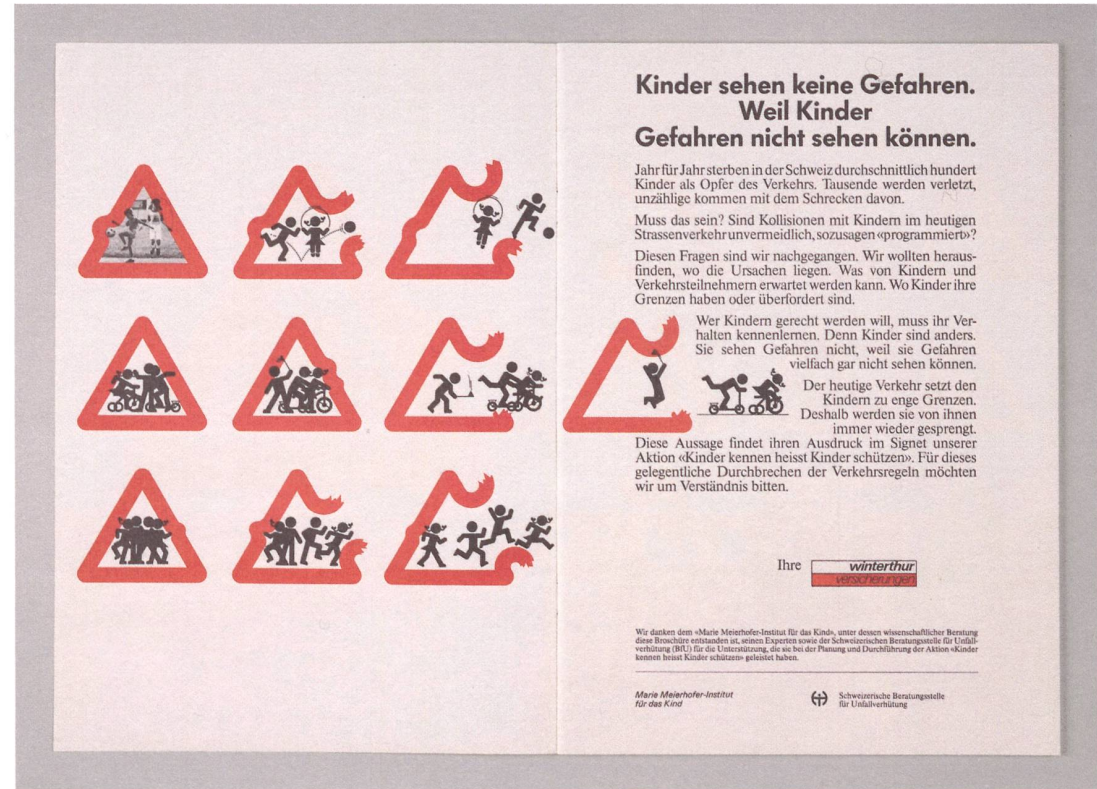 Kinder sehen keine Gefahren.
Weil Kinder
Gefahren nicht sehen können.
Jahr für Jahr sterben in der Schweiz durchschnittlich hundert
Kinder als Opfer des Verkehrs. Tausende werden verletzt,
unzählige kommen mit dem Schrecken davon.
Muss das sein? Sind Kollisionen mit Kindern im heutigen
Strassenverkehr unvermeidlich, sozusagen «programmiert»?
Diesen Fragen sind wir nachgegangen. Wir wollten heraus-
finden, wo die Ursachen liegen. Was von Kindern und
Verkehrsteilnehmern erwartet werden kann. Wo Kinder ihre
Grenzen haben oder überfordert sind.
Wer Kindern gerecht werden will, muss ihr Ver-
halten kennenlernen. Denn Kinder sind anders.
Sie sehen Gefahren nicht, weil sie Gefahren
vielfach gar nicht sehen können.
Der heutige Verkehr setzt den
Kindern zu enge Grenzen.
Deshalb werden sie von ihnen
immer wieder gesprengt.
Diese Aussage findet ihren Ausdruck im Signet unserer
Aktion «Kinder kennen heisst Kinder schützen». Für dieses
gelegentliche Durchbrechen der Verkehrsregeln möchten
wir um Verständnis bitten.
Ihre winterthur
versicherungen
Wir danken dem «Marie Meierhofer-Institut für das Kind», unter dessen wissenschaftlicher Beratung
diese Broschüre entstanden ist, seinen Experten sowie der Schweizerischen Beratungsstelle für Unfall-
verhütung (BfU) für die Unterstützung, die sie bei der Planung und Durchführung der Aktion «Kinder
kennen heisst Kinder schützen» geleistet haben.
Marie Meierhofer-Institut
für das Kind
Schweizerische Beratungsstelle
für Unfallverhütung